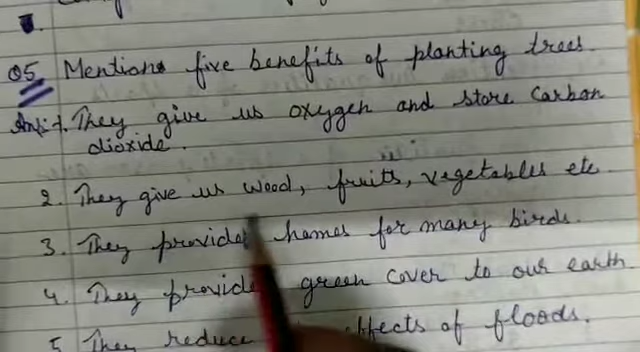 Q5. Mentions five benefits of planting trees.
Ans:- 1. They give us oxygen and store carbon
dioxide.
2. They give us wood, fruits, vegetables etc.
3. They provides homes for many birds.
4. They provide green cover to our earth.
5. They reduce effects of floods.